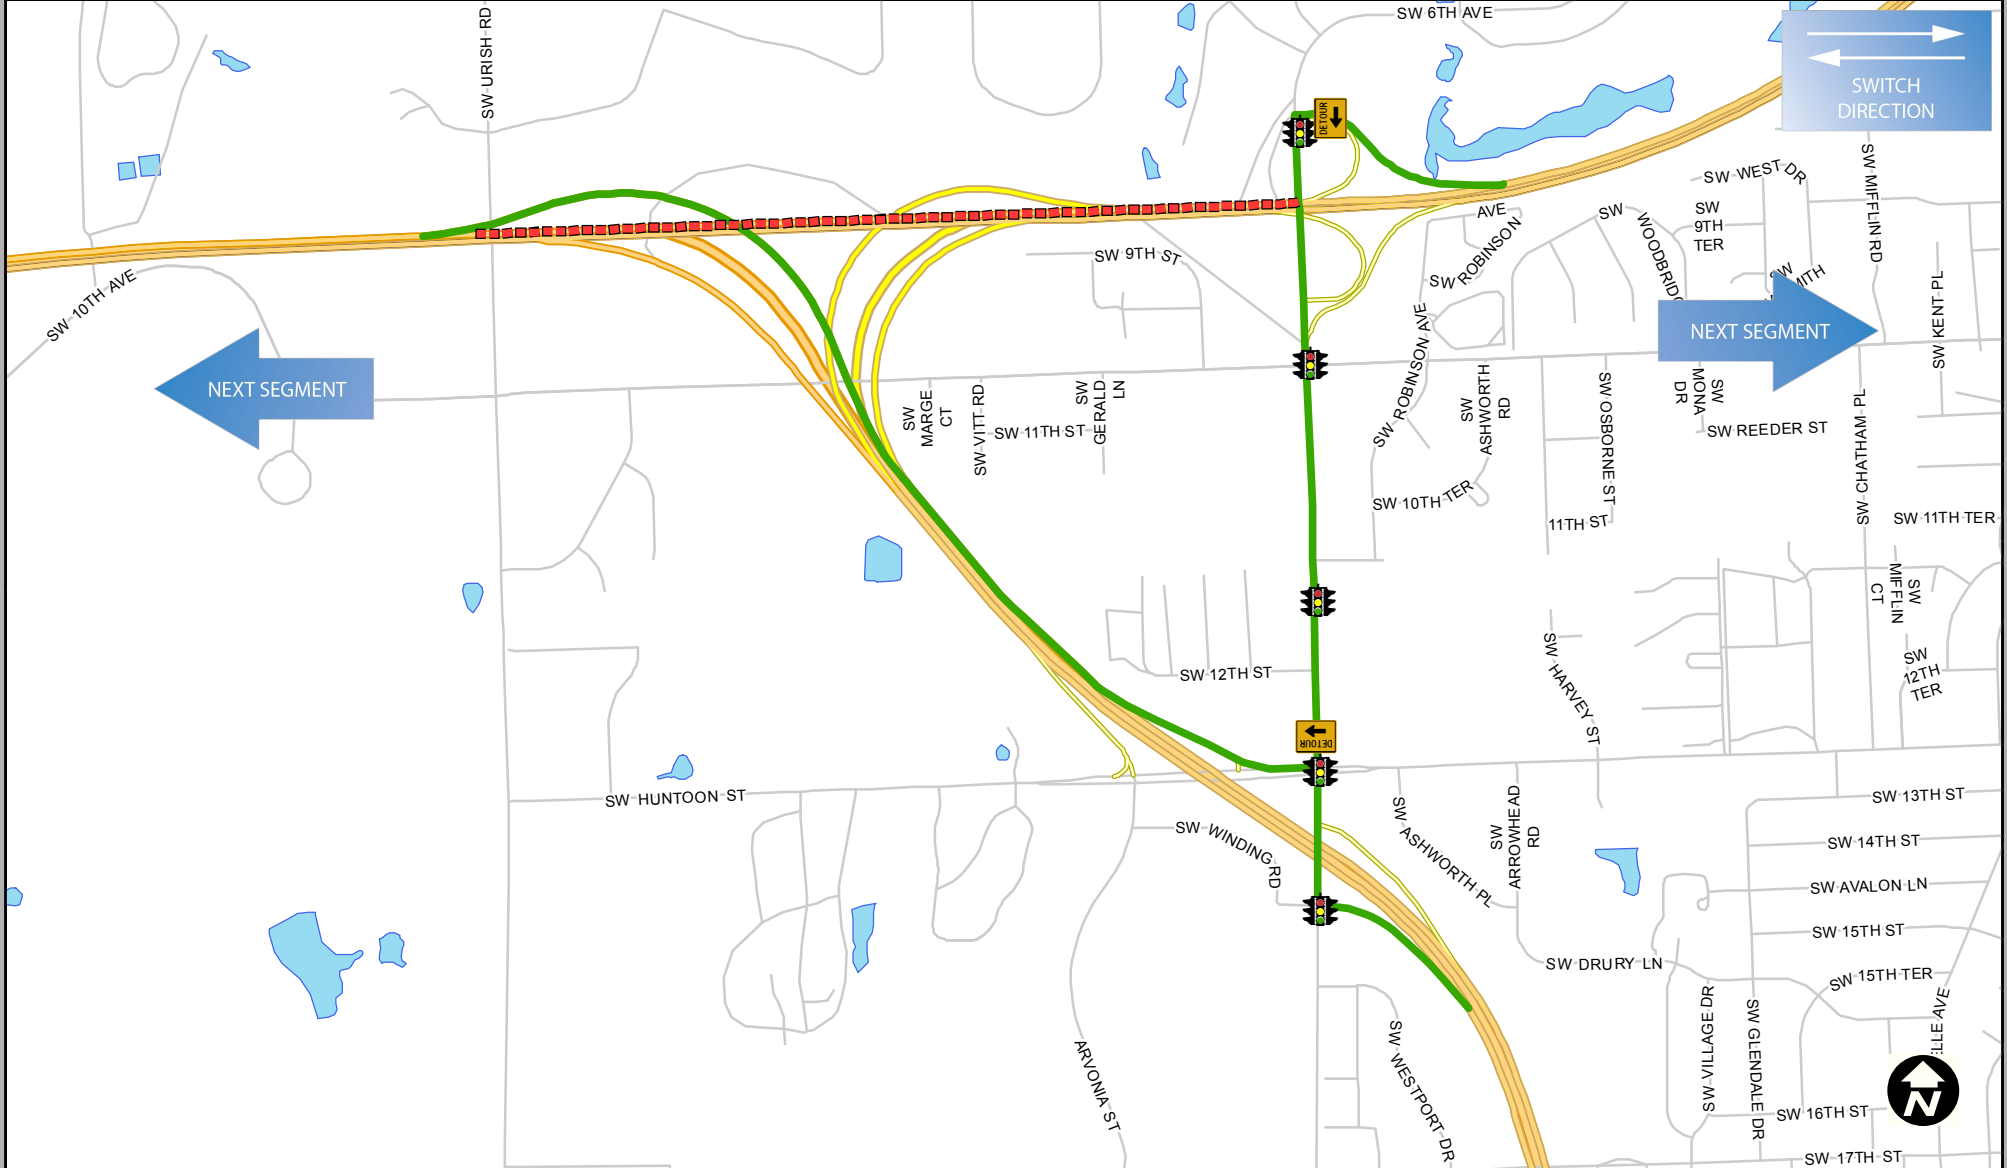 SW 6TH AVE
SW URISH RD
SWITCH
DIRECTION
DETOUR
SW MIFFLIN RD
SW WEST DR
SW
9TH
TER
AVE
SW
WOODBRIDG
SW ROBINSON
SW
MITH
SW 9TH ST
SW 10TH AVE
NEXT SEGMENT
NEXT SEGMENT
SW KENT PL
SW ROBINSON AVE
SW
MARGE
CT
SW VITT RD
SW
GERALD
LN
SW 11TH ST
SW
ASHWORTH
RD
SW OSBORNE ST
SW
MONA
DR
SW REEDER ST
SW CHATHAM PL
SW 10TH TER
11TH ST
SW 11TH TER
SW
MIFFLIN
CT
SW 12TH ST
SW HARVEY ST
SW
12TH
TER
DETOUR
SW HUNTOON ST
SW WINDING RD
SW ASHWORTH PL
SW
ARROWHEAD
RD
SW 13TH ST
SW 14TH ST
SW AVALON LN
SW 15TH ST
SW DRURY LN
SW 15TH TER
SW VILLAGE DR
SW GLENDALE DR
ELLE AVE
ARVONIA ST
SW WESTPORT DR
N
SW 16TH ST
SW 17TH ST